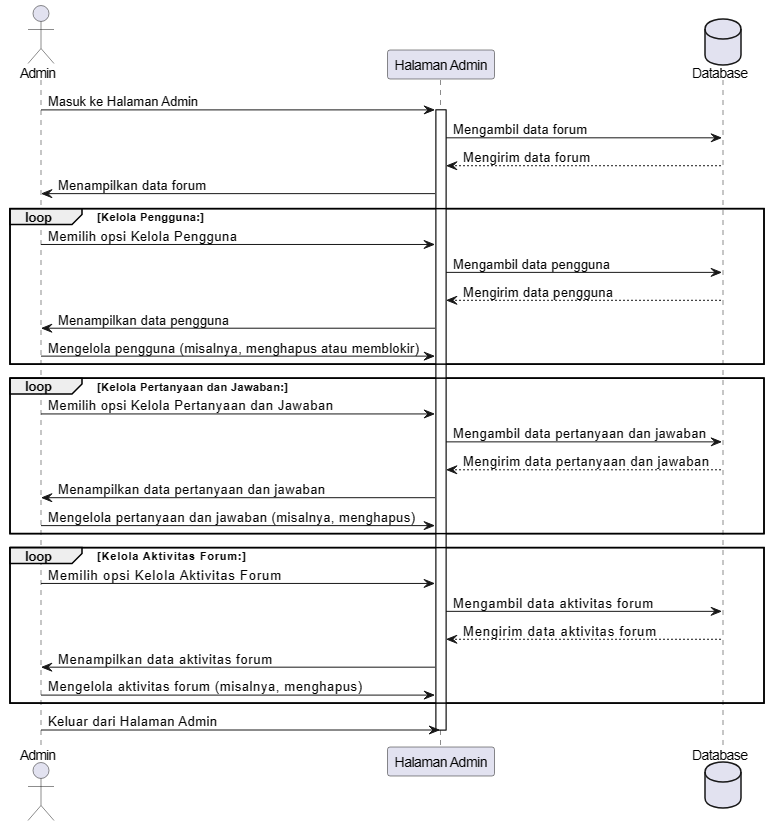 Admin
Halaman Admin
Database
Masuk ke Halaman Admin
Mengambil data forum
Mengirim data forum
Menampilkan data forum
loop [Kelola Pengguna:]
Memilih opsi Kelola Pengguna
Mengambil data pengguna
Mengirim data pengguna
Menampilkan data pengguna
Mengelola pengguna (misalnya, menghapus atau memblokir)
loop [Kelola Pertanyaan dan Jawaban:]
Memilih opsi Kelola Pertanyaan dan Jawaban
Mengambil data pertanyaan dan jawaban
Mengirim data pertanyaan dan jawaban
Menampilkan data pertanyaan dan jawaban
Mengelola pertanyaan dan jawaban (misalnya, menghapus)
loop [Kelola Aktivitas Forum:]
Memilih opsi Kelola Aktivitas Forum
Mengambil data aktivitas forum
Mengirim data aktivitas forum
Menampilkan data aktivitas forum
Mengelola aktivitas forum (misalnya, menghapus)
Keluar dari Halaman Admin
Admin
Halaman Admin
Database